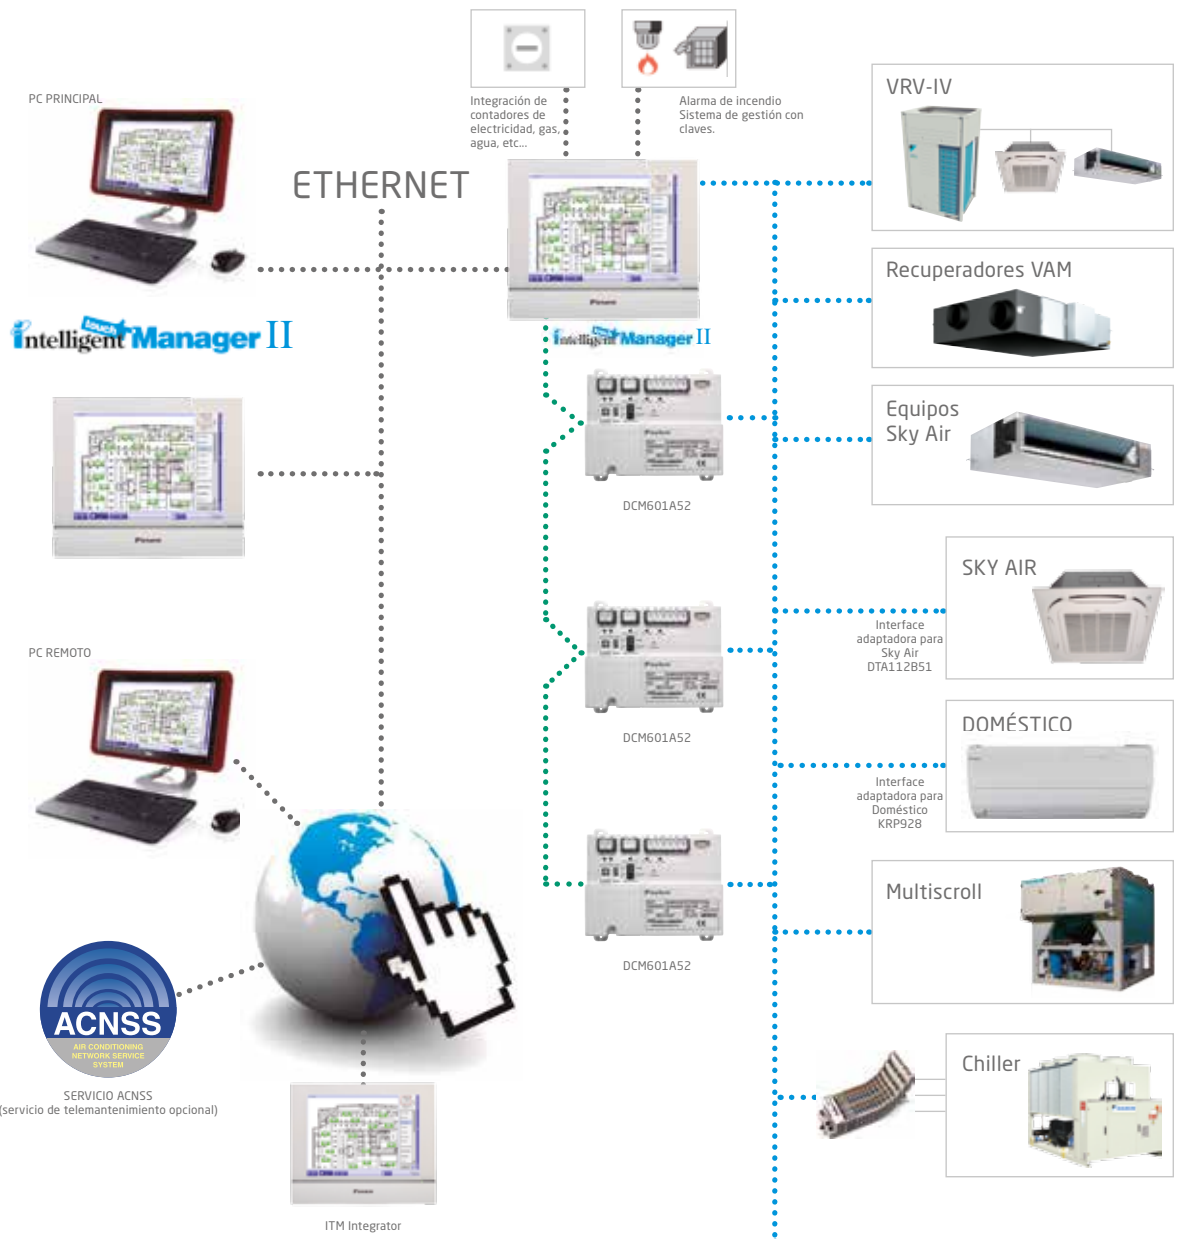 PC PRINCIPAL
Integración de
contadores de
electricidad, gas,
agua, etc...
Alarma de incendio
Sistema de gestión con
claves.
ETHERNET
intelligent touch Manager II
intelligent touch Manager II
DCM601A52
DCM601A52
DCM601A52
PC REMOTO
ACNSS
AIR CONDITIONING
NETWORK SERVICE
SYSTEM
SERVICIO ACNSS
(servicio de telemantenimiento opcional)
ITM Integrator
VRV-IV
Recuperadores VAM
Equipos
Sky Air
SKY AIR
Interface
adaptadora para
Sky Air
DTA112B51
DOMÉSTICO
Interface
adaptadora para
Doméstico
KRP928
Multiscroll
Chiller